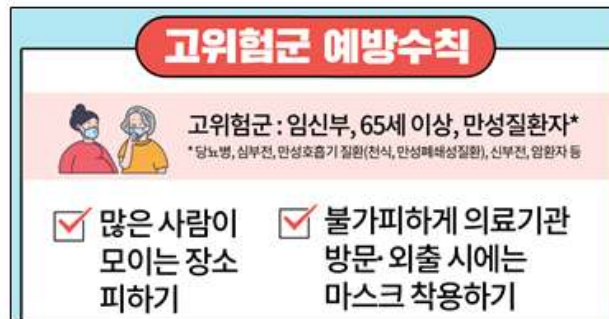 고위험군 예방수칙
고위험군 : 임신부, 65세 이상, 만성질환자*
* 당뇨병, 심부전, 만성호흡기 질환(천식, 만성폐쇄성질환), 신부전, 암환자 등
많은 사람이
모이는 장소
피하기
불가피하게 의료기관
방문· 외출 시에는
마스크 착용하기